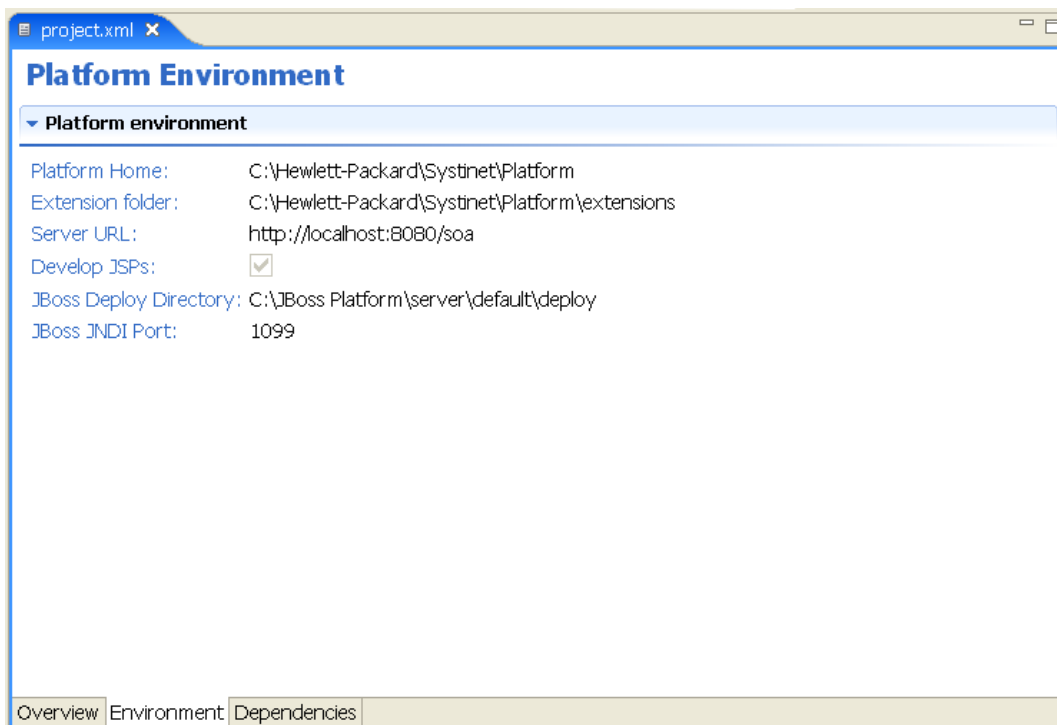 project.xml
Platform Environment
Platform environment
Platform Home: C:\Hewlett-Packard\Systinet\Platform
Extension folder: C:\Hewlett-Packard\Systinet\Platform\extensions
Server URL: http://localhost:8080/soa
Develop JSPs:
JBoss Deploy Directory: C:\JBoss Platform\server\default\deploy
JBoss JNDI Port: 1099
Overview Environment Dependencies